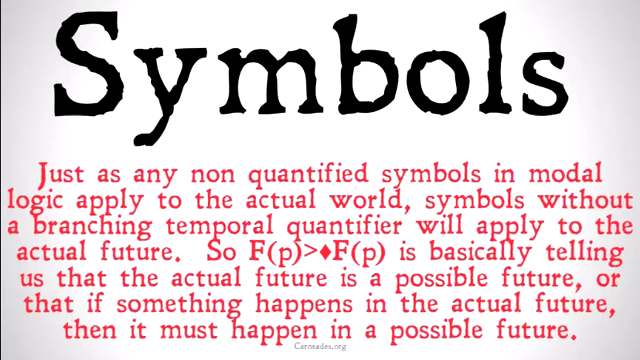 Symbols
Just as any non quantified symbols in modal
logic apply to the actual world, symbols without
a branching temporal quantifier will apply to the
actual future. So F(p)>♦F(p) is basically telling
us that the actual future is a possible future, or
that if something happens in the actual future,
then it must happen in a possible future.
Carneades.org